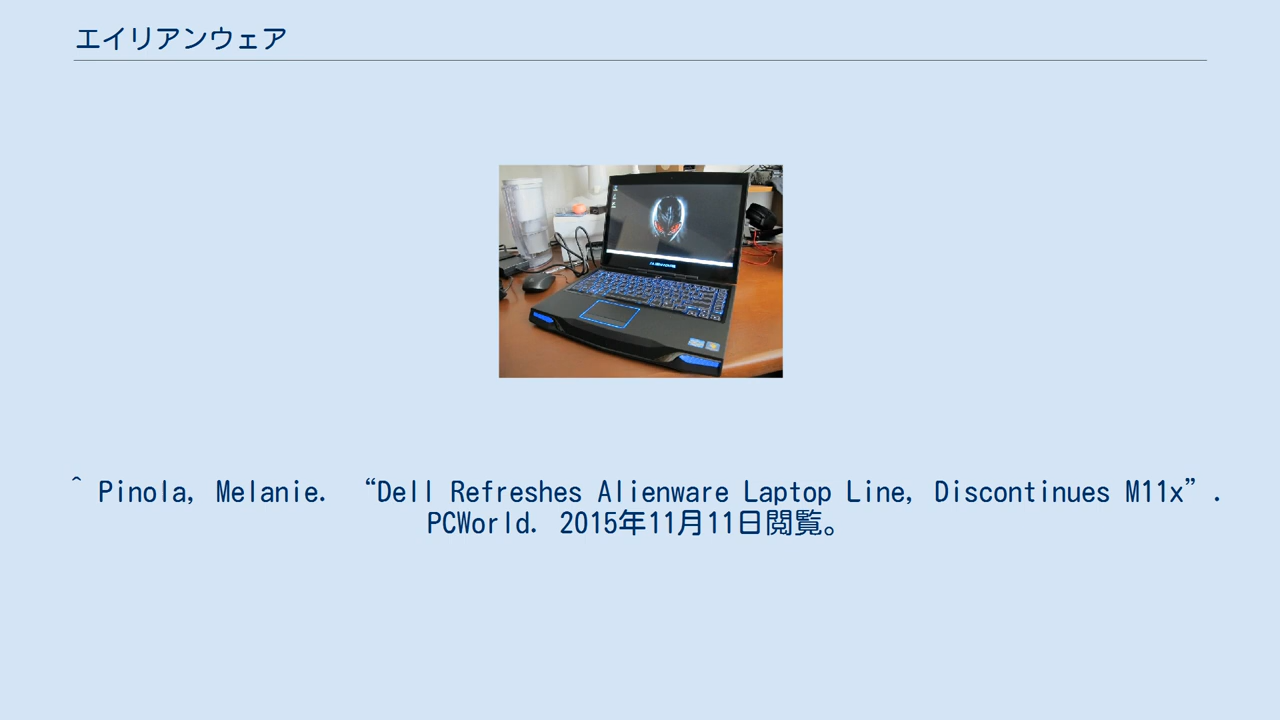 エイリアンウェア
ALIENWARE
^ Pinola, Melanie. “Dell Refreshes Alienware Laptop Line, Discontinues M11x”.
PCWorld. 2015年11月11日閲覧。